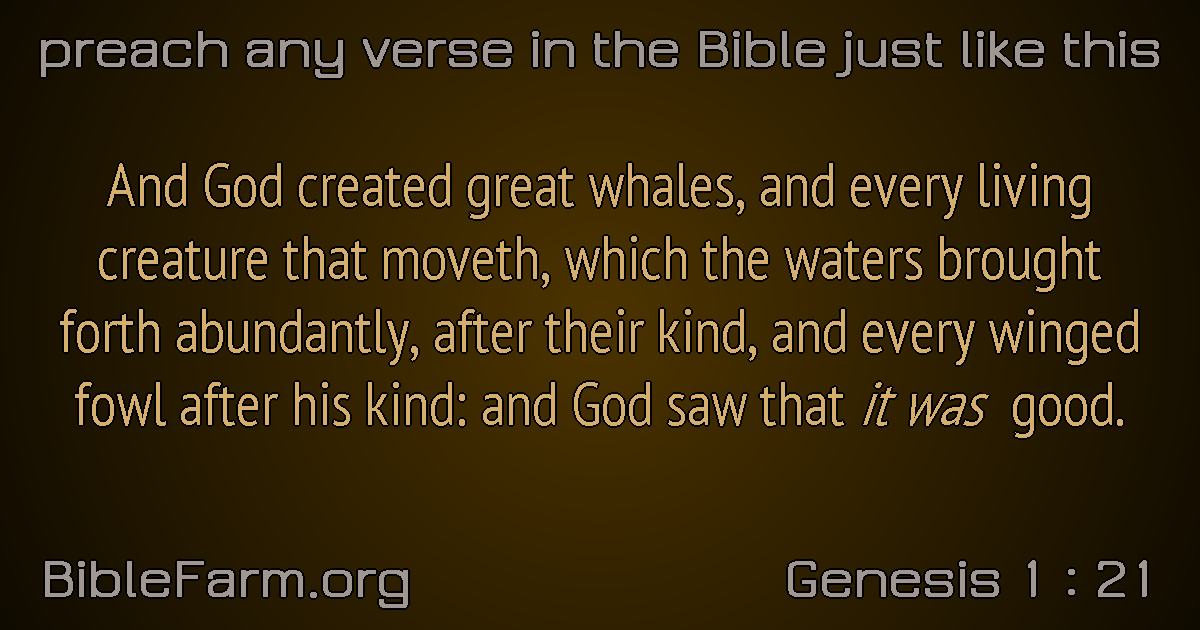 preach any verse in the Bible just like this
And God created great whales, and every living
creature that moveth, which the waters brought
forth abundantly, after their kind, and every winged
fowl after his kind: and God saw that it was good.
BibleFarm.org
Genesis 1 : 21